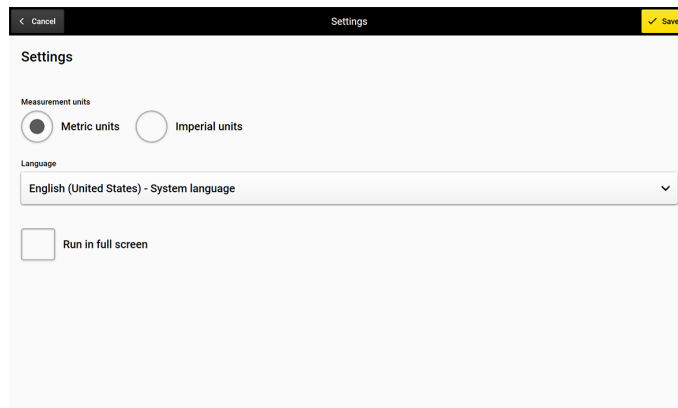 Cancel
Settings
Save
Settings
Measurement units
Metric units
Imperial units
Language
English (United States) - System language
Run in full screen